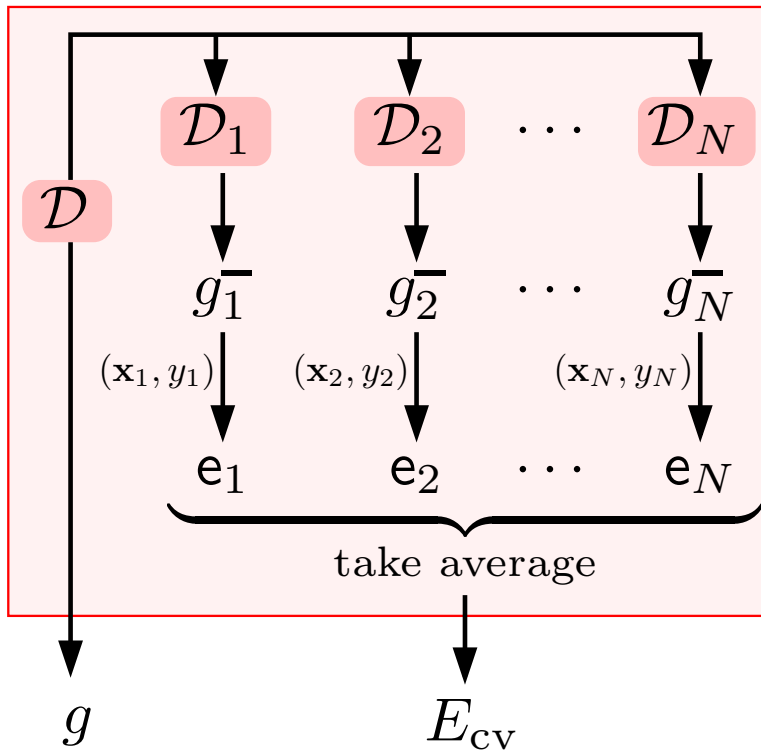 𝒟₁ 𝒟₂ ⋯ 𝒟_N
𝒟
g₁⁻ g₂⁻ ⋯ g_N⁻
(𝐱₁, y₁) (𝐱₂, y₂) (𝐱_N, y_N)
e₁ e₂ ⋯ e_N
take average
g E_cv